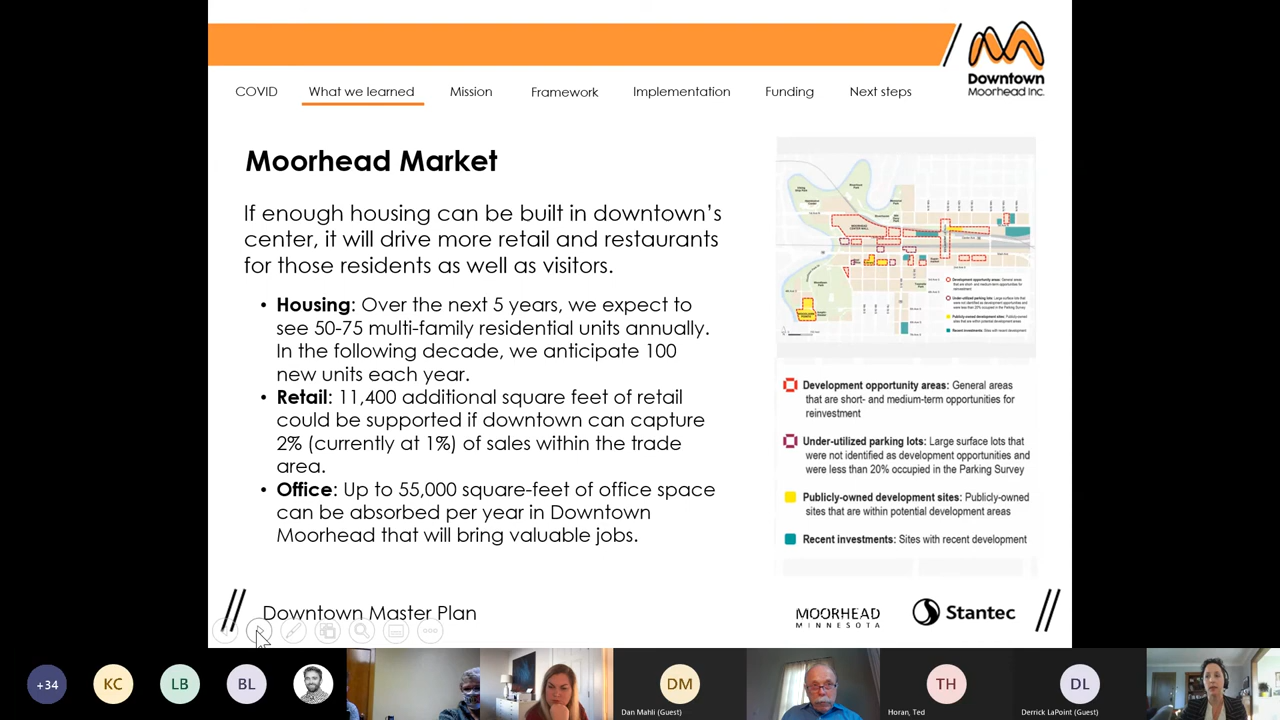 Downtown
Moorhead Inc.
COVID
What we learned
Mission
Framework
Implementation
Funding
Next steps
Moorhead Market
If enough housing can be built in downtown's
center, it will drive more retail and restaurants
for those residents as well as visitors.
• Housing: Over the next 5 years, we expect to
see 50-75 multi-family residential units annually.
In the following decade, we anticipate 100
new units each year.
• Retail: 11,400 additional square feet of retail
could be supported if downtown can capture
2% (currently at 1%) of sales within the trade
area.
• Office: Up to 55,000 square-feet of office space
can be absorbed per year in Downtown
Moorhead that will bring valuable jobs.
Development opportunity areas: General areas
that are short- and medium-term opportunities for
reinvestment
Under-utilized parking lots: Large surface lots that
were not identified as development opportunities and
were less than 20% occupied in the Parking Survey
Publicly-owned development sites: Publicly-owned
sites that are within potential development areas
Recent investments: Sites with recent development
Downtown Master Plan
MOORHEAD
MINNESOTA
Stantec
+34
KC
LB
BL
DM
Dan Mahli (Guest)
TH
Horan, Ted
DL
Derrick LaPoint (Guest)